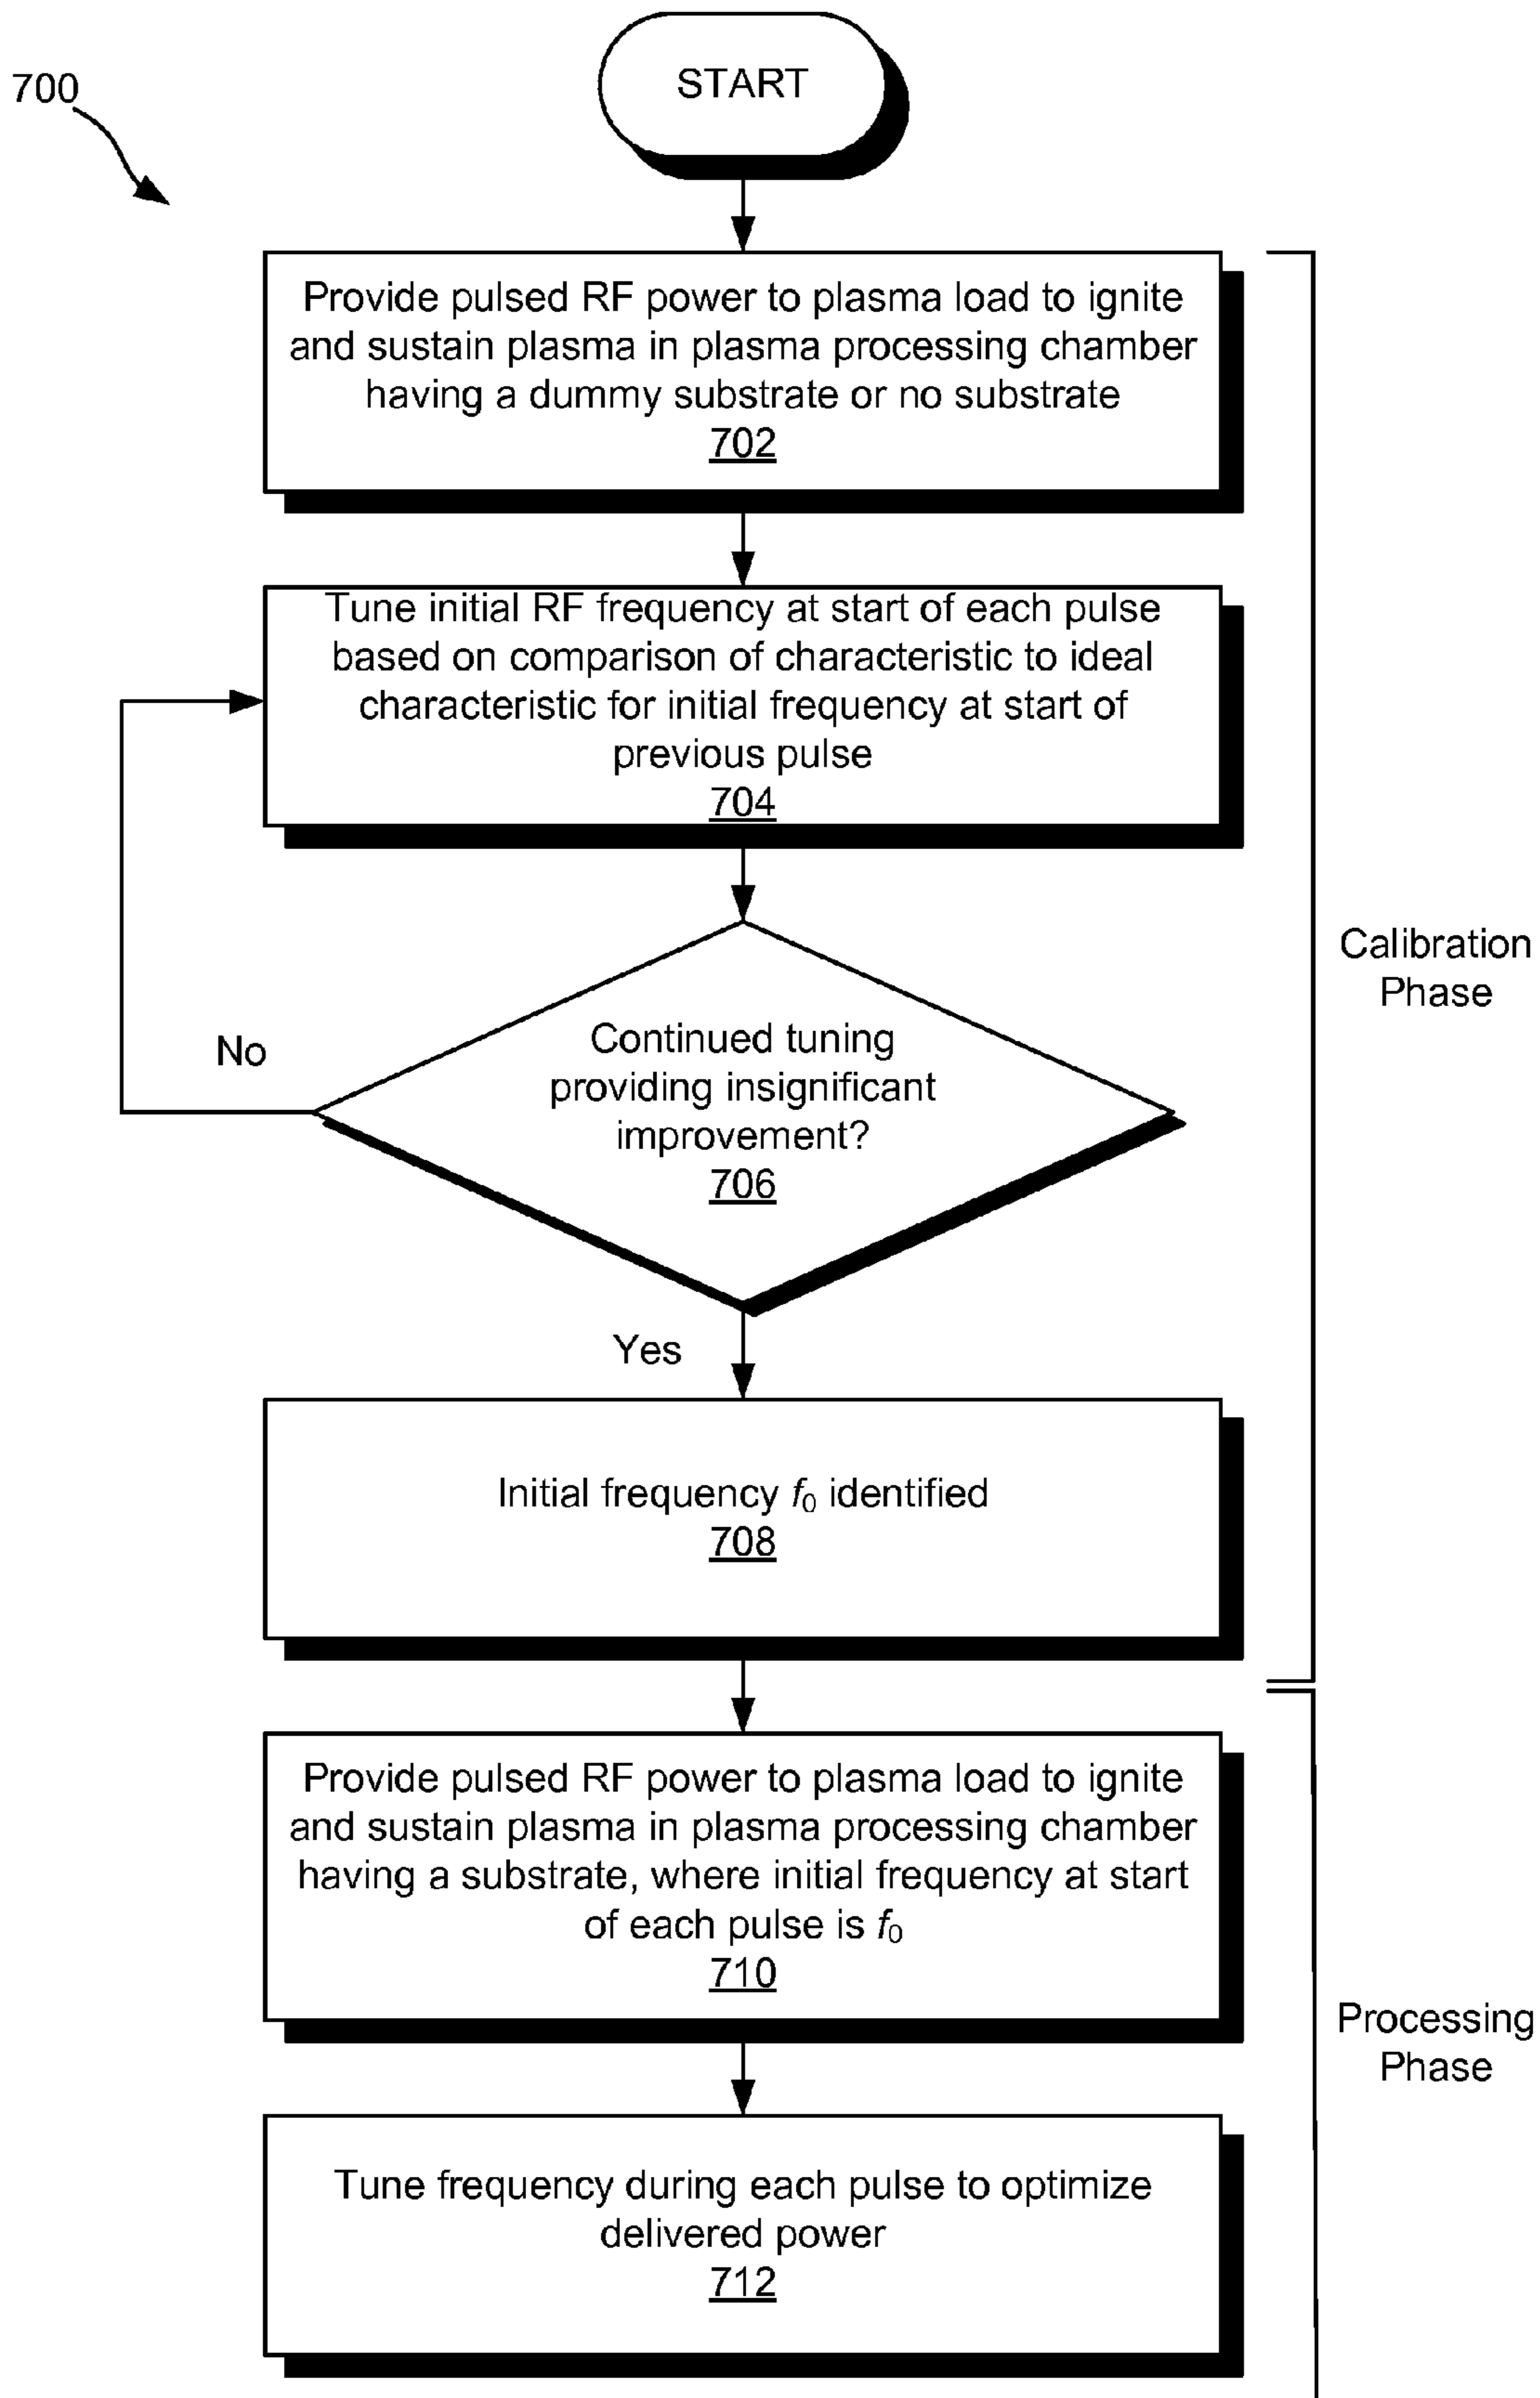 START
700
Provide pulsed RF power to plasma load to ignite
and sustain plasma in plasma processing chamber
having a dummy substrate or no substrate
702
Tune initial RF frequency at start of each pulse
based on comparison of characteristic to ideal
characteristic for initial frequency at start of
previous pulse
704
Calibration
Phase
No
Continued tuning
providing insignificant
improvement?
706
Yes
Initial frequency f₀ identified
708
Provide pulsed RF power to plasma load to ignite
and sustain plasma in plasma processing chamber
having a substrate, where initial frequency at start
of each pulse is f₀
710
Processing
Phase
Tune frequency during each pulse to optimize
delivered power
712